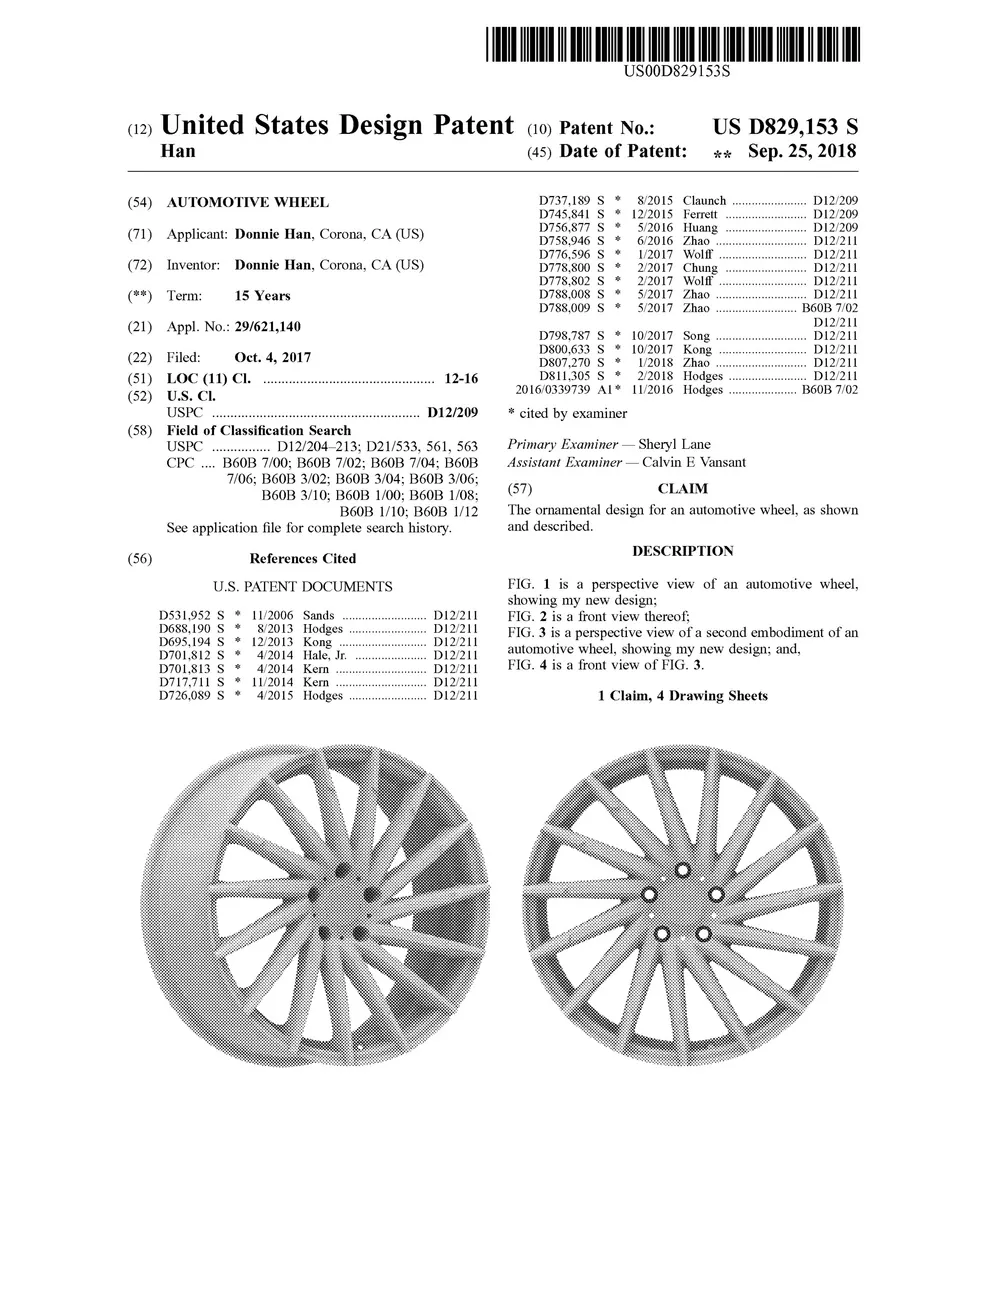 US00D829153S
(12) United States Design Patent
Han
(10) Patent No.: US D829,153 S
(45) Date of Patent: ** Sep. 25, 2018
(54) AUTOMOTIVE WHEEL
(71) Applicant: Donnie Han, Corona, CA (US)
(72) Inventor: Donnie Han, Corona, CA (US)
(**) Term: 15 Years
(21) Appl. No.: 29/621,140
(22) Filed: Oct. 4, 2017
(51) LOC (11) Cl. ............................................... 12-16
(52) U.S. Cl.
USPC ......................................................... D12/209
(58) Field of Classification Search
USPC ............... D12/204–213; D21/533, 561, 563
CPC .... B60B 7/00; B60B 7/02; B60B 7/04; B60B
7/06; B60B 3/02; B60B 3/04; B60B 3/06;
B60B 3/10; B60B 1/00; B60B 1/08;
B60B 1/10; B60B 1/12
See application file for complete search history.
(56) References Cited
U.S. PATENT DOCUMENTS
D531,952 S * 11/2006 Sands .......................... D12/211
D688,190 S * 8/2013 Hodges ........................ D12/211
D695,194 S * 12/2013 Kong ........................... D12/211
D701,812 S * 4/2014 Hale, Jr. ...................... D12/211
D701,813 S * 4/2014 Kern ............................ D12/211
D717,711 S * 11/2014 Kern ............................ D12/211
D726,089 S * 4/2015 Hodges ........................ D12/211
D737,189 S * 8/2015 Claunch ....................... D12/209
D745,841 S * 12/2015 Ferrett ......................... D12/209
D756,877 S * 5/2016 Huang ......................... D12/209
D758,946 S * 6/2016 Zhao ............................ D12/211
D776,596 S * 1/2017 Wolff ........................... D12/211
D778,800 S * 2/2017 Chung ......................... D12/211
D778,802 S * 2/2017 Wolff ........................... D12/211
D788,008 S * 5/2017 Zhao ............................ D12/211
D788,009 S * 5/2017 Zhao ......................... B60B 7/02
D12/211
D798,787 S * 10/2017 Song ............................ D12/211
D800,633 S * 10/2017 Kong ........................... D12/211
D807,270 S * 1/2018 Zhao ............................ D12/211
D811,305 S * 2/2018 Hodges ........................ D12/211
2016/0339739 A1* 11/2016 Hodges ..................... B60B 7/02
* cited by examiner
Primary Examiner — Sheryl Lane
Assistant Examiner — Calvin E Vansant
(57) CLAIM
The ornamental design for an automotive wheel, as shown
and described.
DESCRIPTION
FIG. 1 is a perspective view of an automotive wheel,
showing my new design;
FIG. 2 is a front view thereof;
FIG. 3 is a perspective view of a second embodiment of an
automotive wheel, showing my new design; and,
FIG. 4 is a front view of FIG. 3.
1 Claim, 4 Drawing Sheets